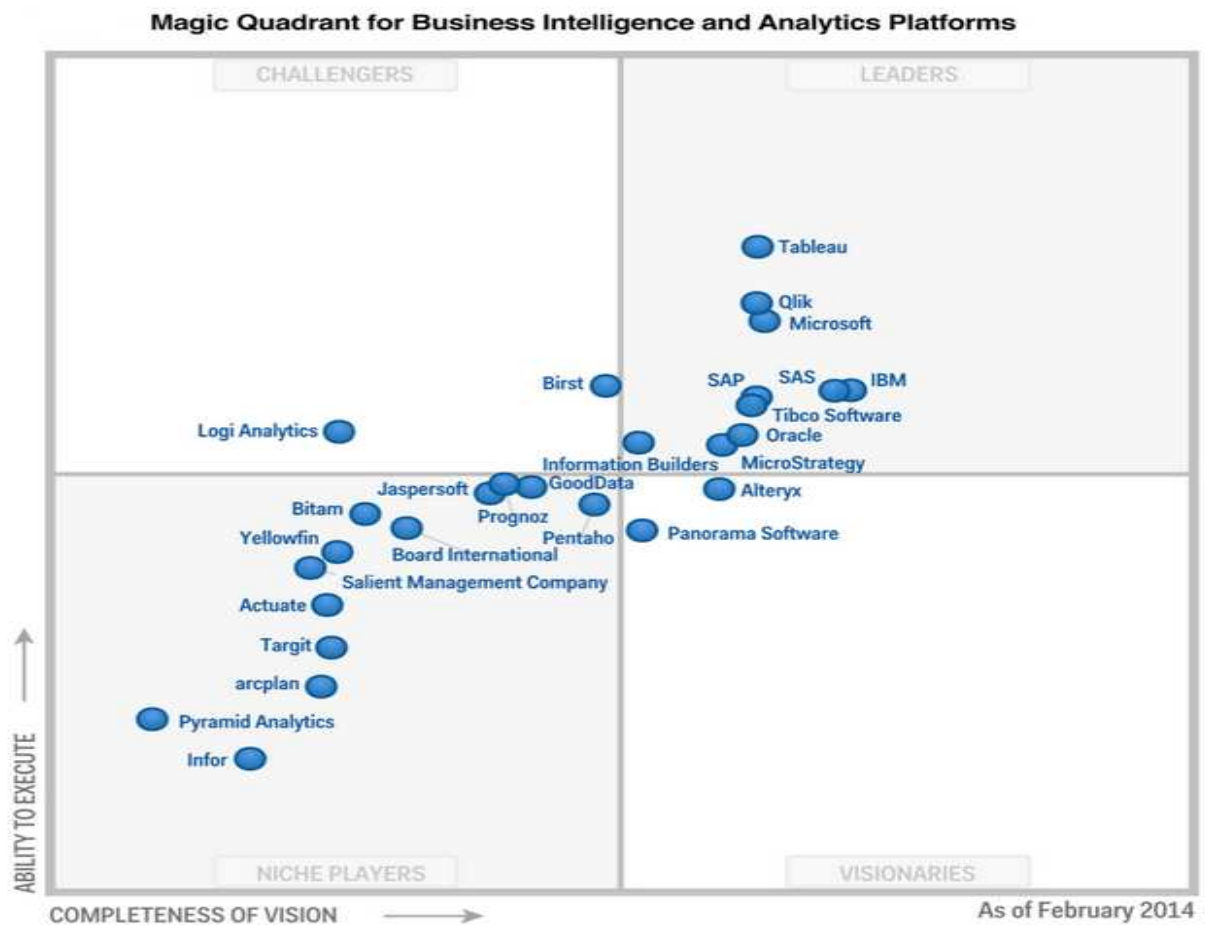 Magic Quadrant for Business Intelligence and Analytics Platforms
CHALLENGERS
LEADERS
Tableau
Qlik
Microsoft
Birst
SAP
SAS
IBM
Tibco Software
Logi Analytics
Oracle
Information Builders
MicroStrategy
Jaspersoft
GoodData
Alteryx
Bitam
Prognoz
Pentaho
Panorama Software
Yellowfin
Board International
Salient Management Company
Actuate
Targit
arcplan
Pyramid Analytics
Infor
NICHE PLAYERS
VISIONARIES
ABILITY TO EXECUTE
COMPLETENESS OF VISION
As of February 2014